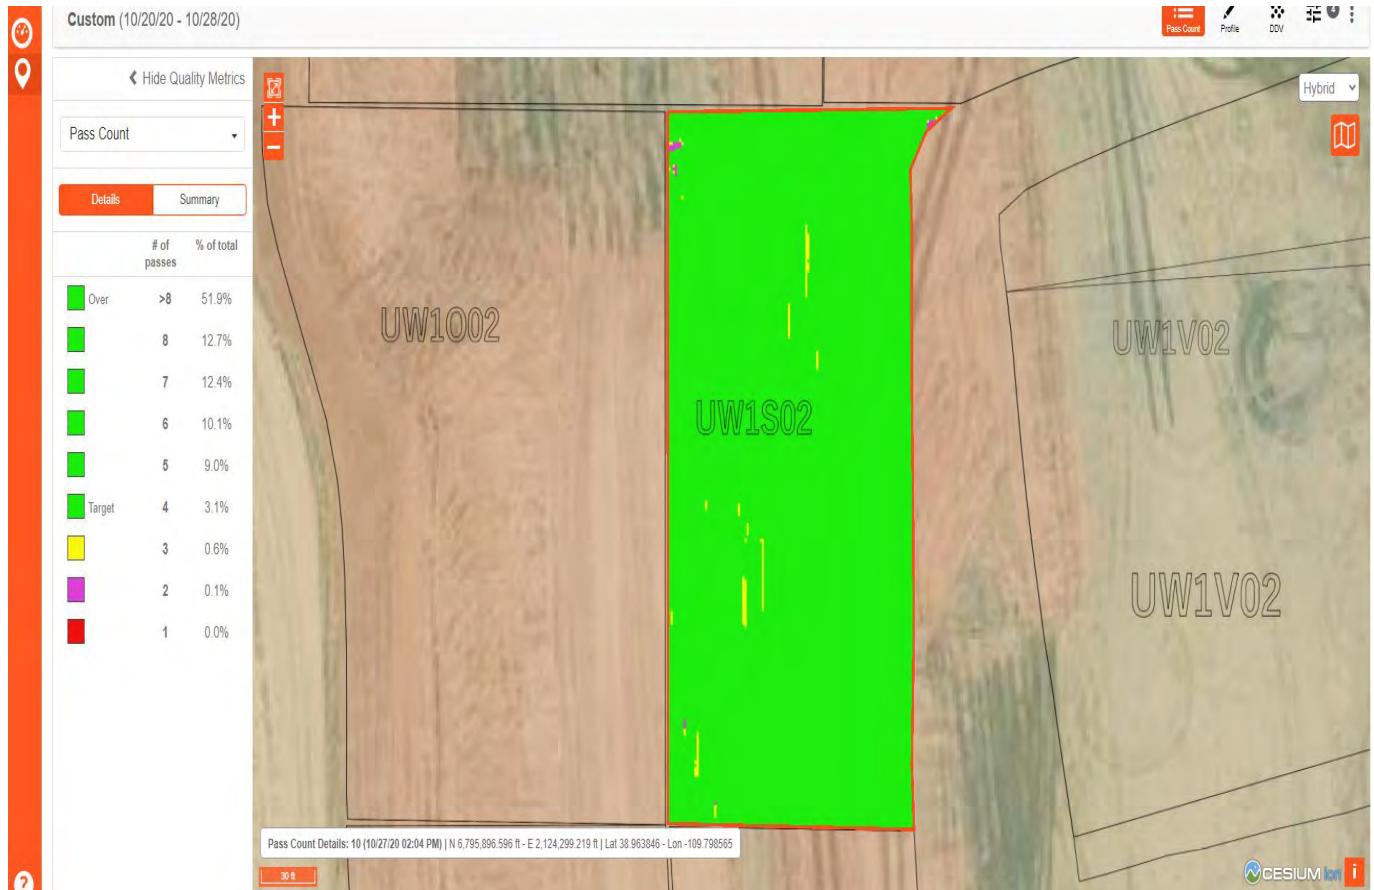 Custom (10/20/20 - 10/28/20)
Pass Count
Profile
DDV
Hide Quality Metrics
Hybrid
Pass Count
Details Summary
# of passes % of total
Over >8 51.9%
8 12.7%
7 12.4%
6 10.1%
5 9.0%
Target 4 3.1%
3 0.6%
2 0.1%
1 0.0%
UW1O02
UW1S02
UW1V02
UW1V02
Pass Count Details: 10 (10/27/20 02:04 PM) | N 6,795,896.596 ft - E 2,124,299.219 ft | Lat 38.963846 - Lon -109.798565
30 ft
CESIUM ion
i
?